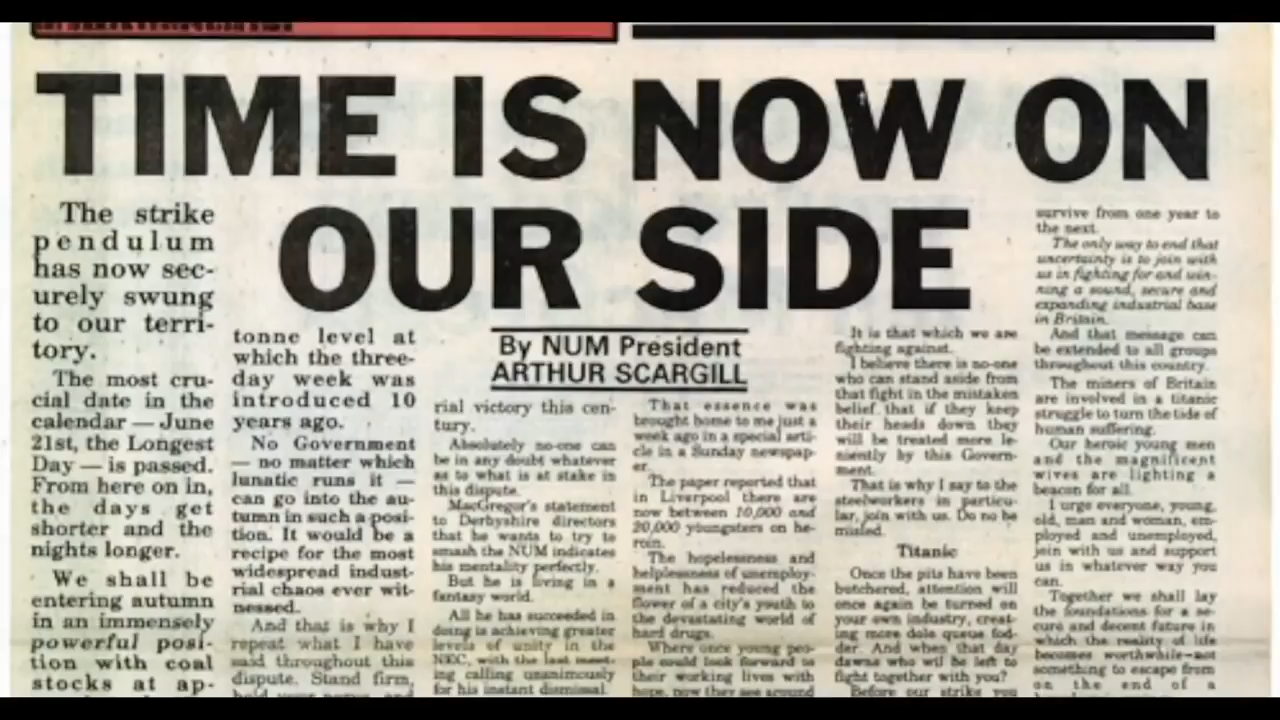 TIME IS NOW ON
OUR SIDE
By NUM President
ARTHUR SCARGILL
The strike
pendulum
has now sec-
urely swung
to our terri-
tory.
The most cru-
cial date in the
calendar — June
21st, the Longest
Day — is passed.
From here on in,
the days get
shorter and the
nights longer.
We shall be
entering autumn
in an immensely
powerful posi-
tion with coal
stocks at ap-
tonne level at
which the three-
day week was
introduced 10
years ago.
No Government
— no matter which
lunatic runs it —
can go into the au-
tumn in such a posi-
tion. It would be a
recipe for the most
widespread indust-
rial chaos ever wit-
nessed.
And that is why I
repeat what I have
said throughout this
dispute. Stand firm,
hold your nerve, and
rial victory this cen-
tury.
Absolutely no-one can
be in any doubt whatever
as to what is at stake in
this dispute.
MacGregor's statement
to Derbyshire directors
that he wants to try to
smash the NUM indicates
his mentality perfectly.
But he is living in a
fantasy world.
All he has succeeded in
doing is achieving greater
levels of unity in the
NEC, with the last meet-
ing calling unanimously
for his instant dismissal.
That essence was
brought home to me just a
week ago in a special arti-
cle in a Sunday newspap-
er.
The paper reported that
in Liverpool there are
now between 10,000 and
20,000 youngsters on he-
roin.
The hopelessness and
helplessness of unemploy-
ment has reduced the
flower of a city's youth to
the devastating world of
hard drugs.
Where once young peo-
ple could look forward to
their working lives with
hope, now they see around
It is that which we are
fighting against.
I believe there is no-one
who can stand aside from
that fight in the mistaken
belief that if they keep
their heads down they
will be treated more le-
niently by this Govern-
ment.
That is why I say to the
steelworkers in particu-
lar, join with us. Do no be
misled.
Titanic
Once the pits have been
butchered, attention will
once again be turned on
your own industry, creat-
ing more dole queue fod-
der. And when that day
dawns who wil be left to
fight together with you?
Before our strike you
survive from one year to
the next.
The only way to end that
uncertainty is to join with
us in fighting for and win-
ning a sound, secure and
expanding industrial base
in Britain.
And that message can
be extended to all groups
throughout this country.
The miners of Britain
are involved in a titanic
struggle to turn the tide of
human suffering.
Our heroic young men
and the magnificent
wives are lighting a
beacon for all.
I urge everyone, young,
old, man and woman, em-
ployed and unemployed,
join with us and support
us in whatever way you
can.
Together we shall lay
the foundations for a se-
cure and decent future in
which the reality of life
becomes worthwhile—not
something to escape from
on the end of a